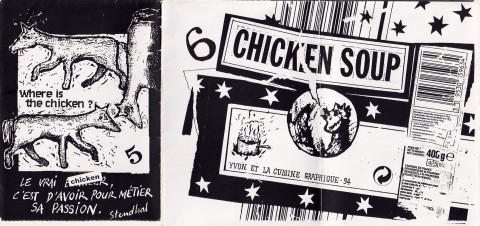 where is
the chicken ?
5
LE VRAI chicken,
C'EST D'AVOIR POUR MÉTIER
SA PASSION. Stendhal
6
CHICKEN SOUP
YVON ET LA CUISINE GRAPHIQUE - 94
400g e